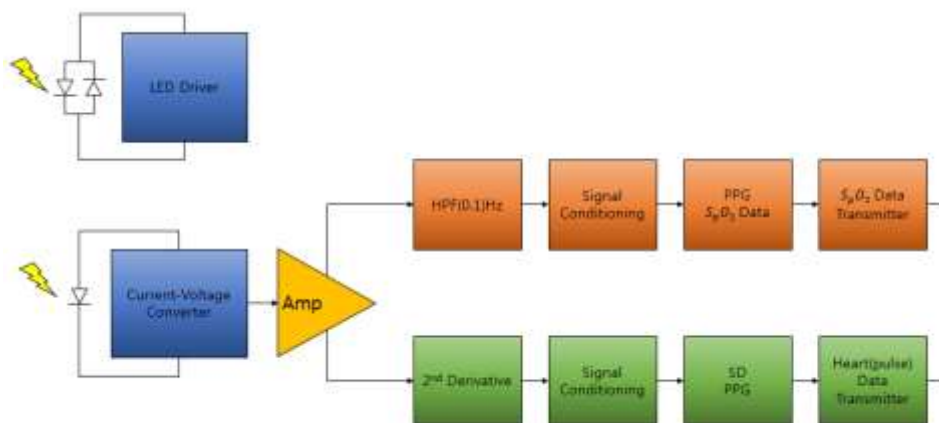 LED Driver
HPF(0.1)Hz
Signal
Conditioning
PPG
SpO2 Data
SpO2 Data
Transmitter
Current-Voltage
Converter
Amp
2nd Derivative
Signal
Conditioning
SD
PPG
Heart(pulse)
Data
Transmitter